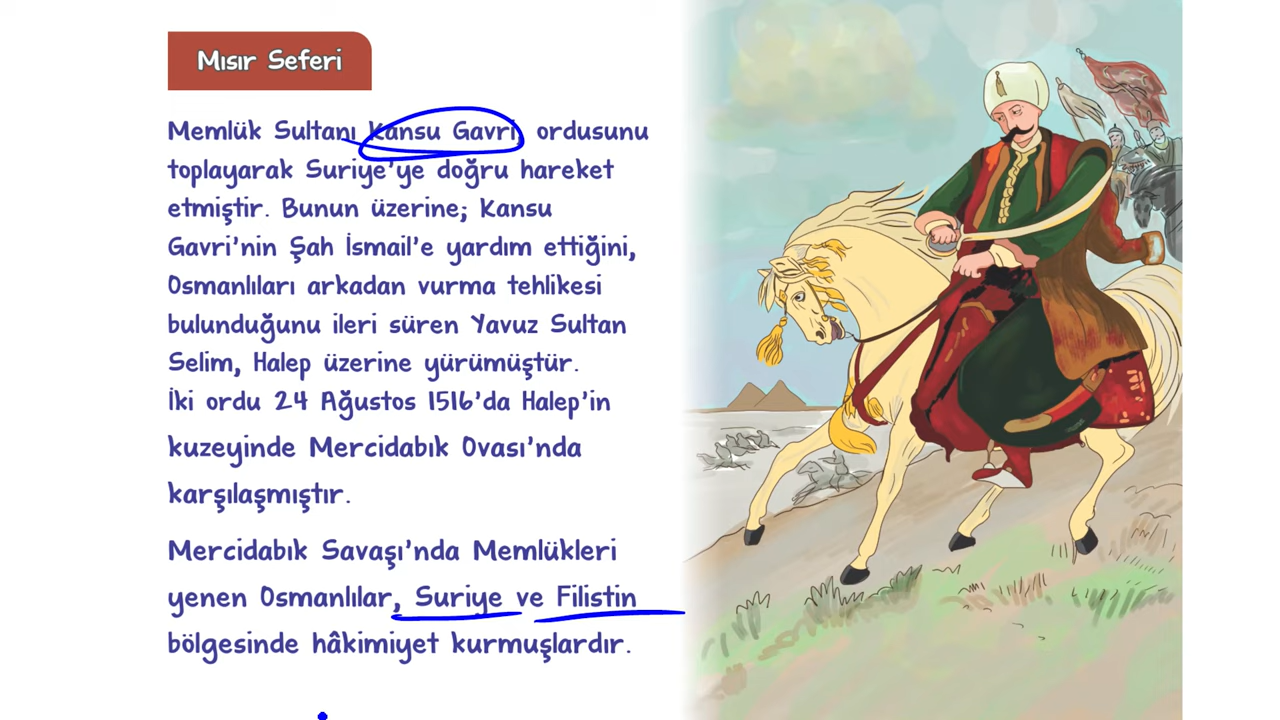 Mısır Seferi
Memlük Sultanı Kansu Gavri, ordusunu
toplayarak Suriye'ye doğru hareket
etmiştir. Bunun üzerine; Kansu
Gavri'nin Şah İsmail'e yardım ettiğini,
Osmanlıları arkadan vurma tehlikesi
bulunduğunu ileri süren Yavuz Sultan
Selim, Halep üzerine yürümüştür.
İki ordu 24 Ağustos 1516'da Halep'in
kuzeyinde Mercidabık Ovası'nda
karşılaşmıştır.
Mercidabık Savaşı'nda Memlükleri
yenen Osmanlılar, Suriye ve Filistin
bölgesinde hâkimiyet kurmuşlardır.